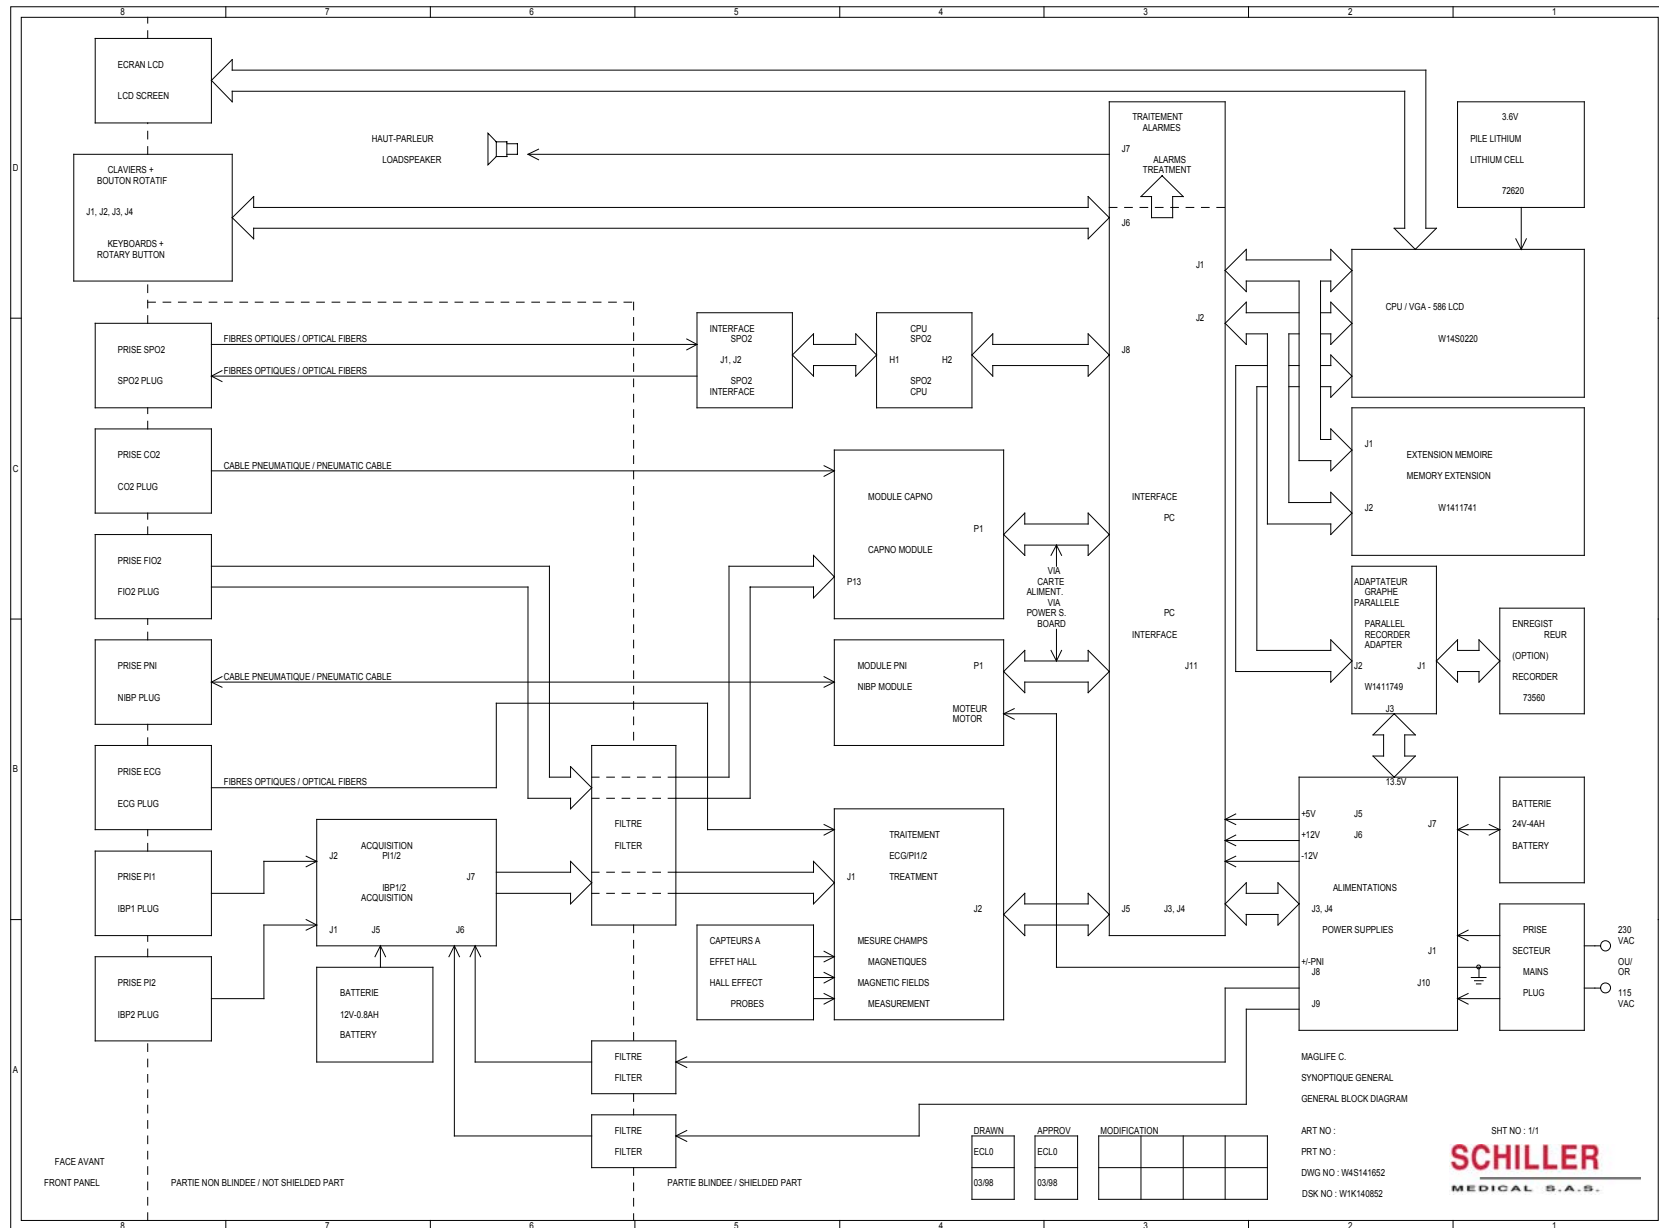 8 7 6 5 4 3 2 1
D
C
B
A
ECRAN LCD
LCD SCREEN
HAUT-PARLEUR
LOADSPEAKER
CLAVIERS +
BOUTON ROTATIF
J1, J2, J3, J4
KEYBOARDS +
ROTARY BUTTON
TRAITEMENT
ALARMES
J7
ALARMS
TREATMENT
J6
J1
J2
J8
INTERFACE
PC
PC
INTERFACE
J11
J5
J3, J4
3.6V
PILE LITHIUM
LITHIUM CELL
72620
CPU / VGA - 586 LCD
W14S0220
J1
EXTENSION MEMOIRE
MEMORY EXTENSION
J2
W1411741
PRISE SPO2
SPO2 PLUG
FIBRES OPTIQUES / OPTICAL FIBERS
FIBRES OPTIQUES / OPTICAL FIBERS
INTERFACE
SPO2
J1, J2
SPO2
INTERFACE
CPU
SPO2
H1
H2
SPO2
CPU
PRISE CO2
CO2 PLUG
CABLE PNEUMATIQUE / PNEUMATIC CABLE
MODULE CAPNO
P1
CAPNO MODULE
P13
VIA
CARTE
ALIMENT.
VIA
POWER S.
BOARD
PRISE FIO2
FIO2 PLUG
ADAPTATEUR
GRAPHE
PARALLELE
PARALLEL
RECORDER
ADAPTER
J2
J1
W1411749
J3
ENREGIST
REUR
(OPTION)
RECORDER
73560
PRISE PNI
NIBP PLUG
CABLE PNEUMATIQUE / PNEUMATIC CABLE
MODULE PNI
P1
NIBP MODULE
MOTEUR
MOTOR
PRISE ECG
ECG PLUG
FIBRES OPTIQUES / OPTICAL FIBERS
FILTRE
FILTER
ACQUISITION
PI1/2
J2
J7
IBP1/2
ACQUISITION
J1
J5
J6
PRISE PI1
IBP1 PLUG
PRISE PI2
IBP2 PLUG
BATTERIE
12V-0.8AH
BATTERY
TRAITEMENT
ECG/PI1/2
J1
TREATMENT
J2
MESURE CHAMPS
MAGNETIQUES
MAGNETIC FIELDS
MEASUREMENT
CAPTEURS A
EFFET HALL
HALL EFFECT
PROBES
FILTRE
FILTER
FILTRE
FILTER
13.5V
+5V
J5
+12V
J6
J7
-12V
ALIMENTATIONS
J3, J4
POWER SUPPLIES
J1
+/-PNI
J8
J10
J9
BATTERIE
24V-4AH
BATTERY
PRISE
SECTEUR
MAINS
PLUG
230
VAC
OU/
OR
115
VAC
MAGLIFE C.
SYNOPTIQUE GENERAL
GENERAL BLOCK DIAGRAM
ART NO :
SHT NO : 1/1
PRT NO :
DWG NO : W4S141652
DSK NO : W1K140852
DRAWN
APPROV
MODIFICATION
ECL0
ECL0
03/98
03/98
SCHILLER
MEDICAL S.A.S.
FACE AVANT
FRONT PANEL
PARTIE NON BLINDEE / NOT SHIELDED PART
PARTIE BLINDEE / SHIELDED PART
8 7 6 5 4 3 2 1